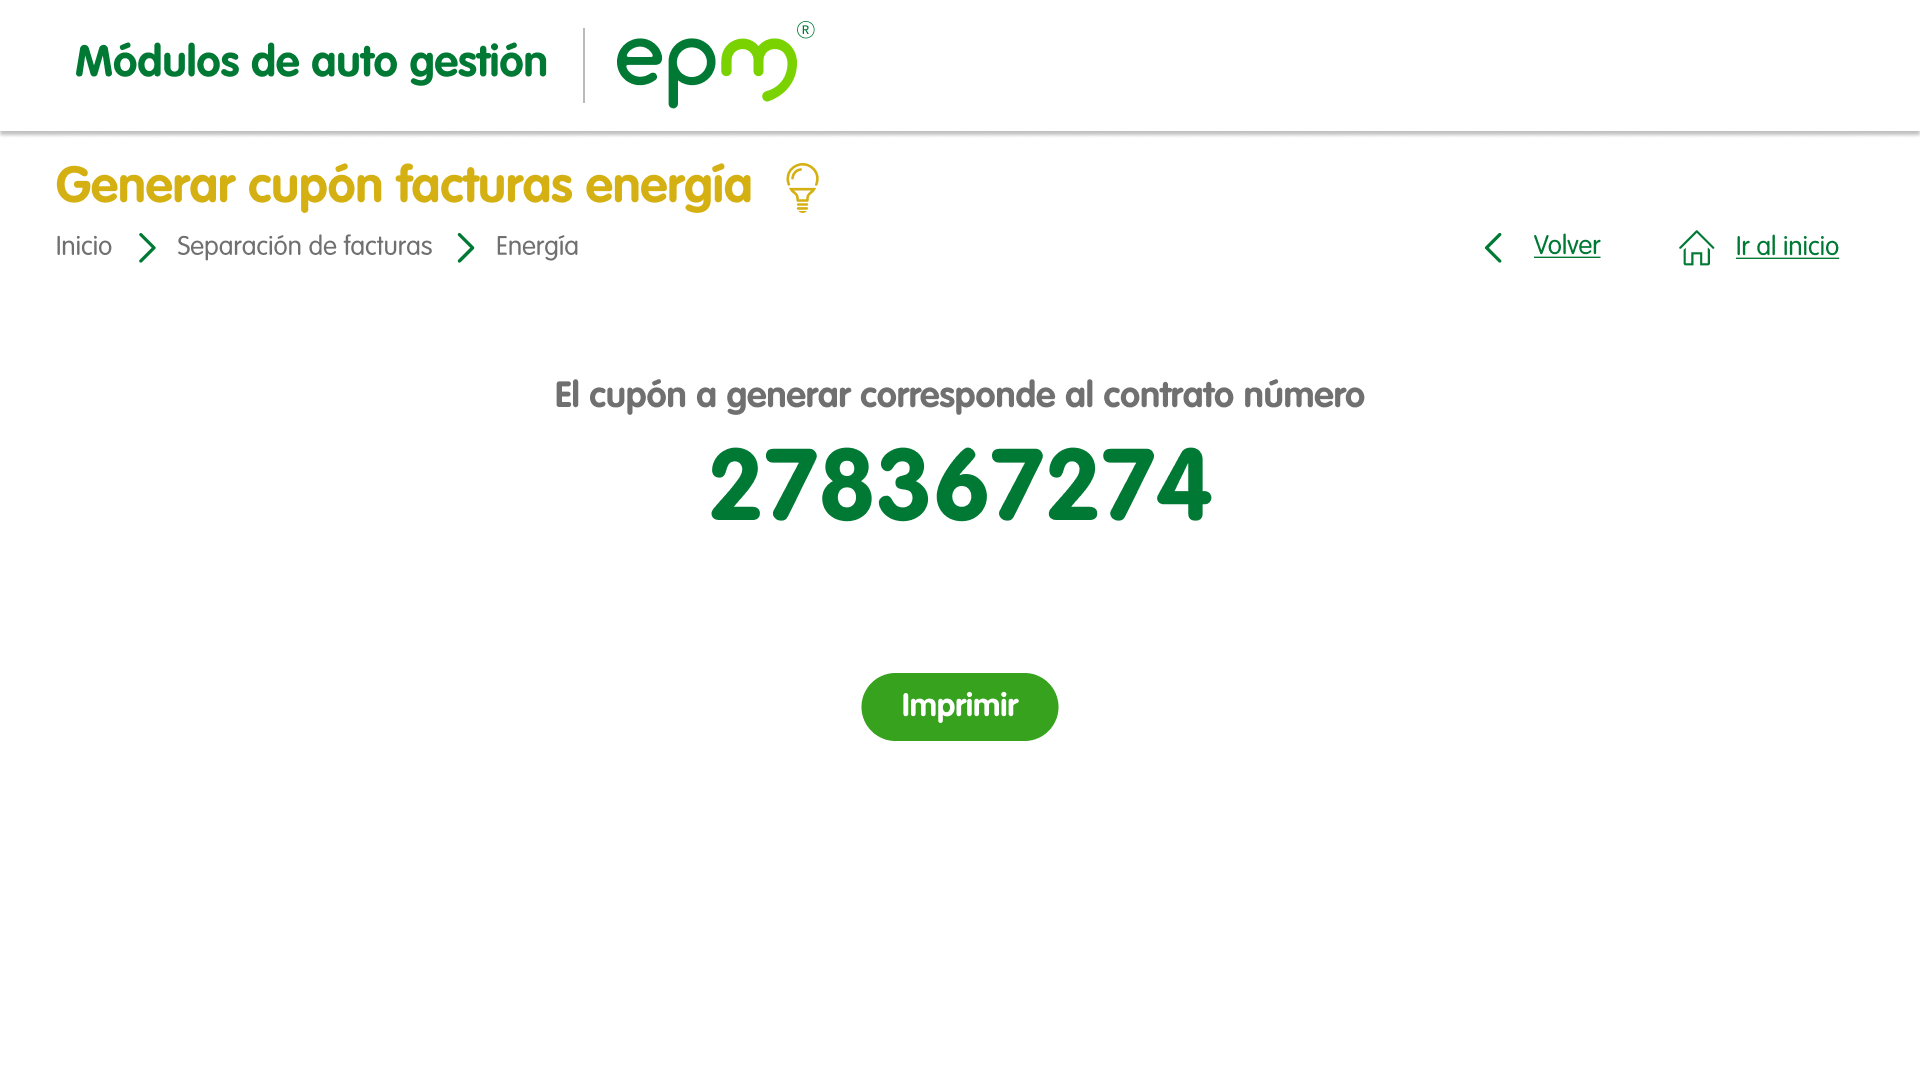 Módulos de auto gestión
epm®
Generar cupón facturas energía
Inicio
Separación de facturas
Energía
Volver
Ir al inicio
El cupón a generar corresponde al contrato número
278367274
Imprimir